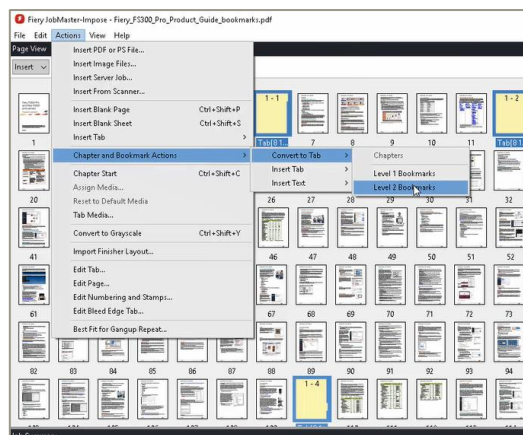 Fiery JobMaster-Impose - Fiery_FS300_Pro_Product_Guide_bookmarks.pdf
File Edit Actions View Help
Page View
Insert
Insert PDF or PS File...
Insert Image Files...
Insert Server Job...
Insert From Scanner...
Insert Blank Page Ctrl+Shift+P
Insert Blank Sheet Ctrl+Shift+S
Insert Tab
Chapter and Bookmark Actions
Chapter Start Ctrl+Shift+C
Assign Media...
Reset to Default Media
Tab Media...
Convert to Grayscale Ctrl+Shift+Y
Import Finisher Layout...
Edit Tab...
Edit Page...
Edit Numbering and Stamps...
Edit Bleed Edge Tab...
Best Fit for Gangup Repeat...
Convert to Tab
Insert Tab
Insert Text
Chapters
Level 1 Bookmarks
Level 2 Bookmarks
1 - 1 1 - 2
1 7 8 9 10 11
20 26 27 28 29 30 31 32
41 46 47 48 49 50 51 52
61 67 68 69 70 71 72 73
82 83 84 85 86 87 88 89 90 91 92 93 94
1 - 4